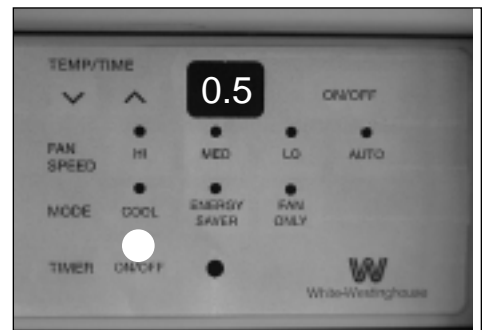 TEMP/TIME
0.5
ON/OFF
FAN SPEED
HI
MED
LO
AUTO
MODE
COOL
ENERGY SAVER
FAN ONLY
TIMER
ON/OFF
W
White-Westinghouse